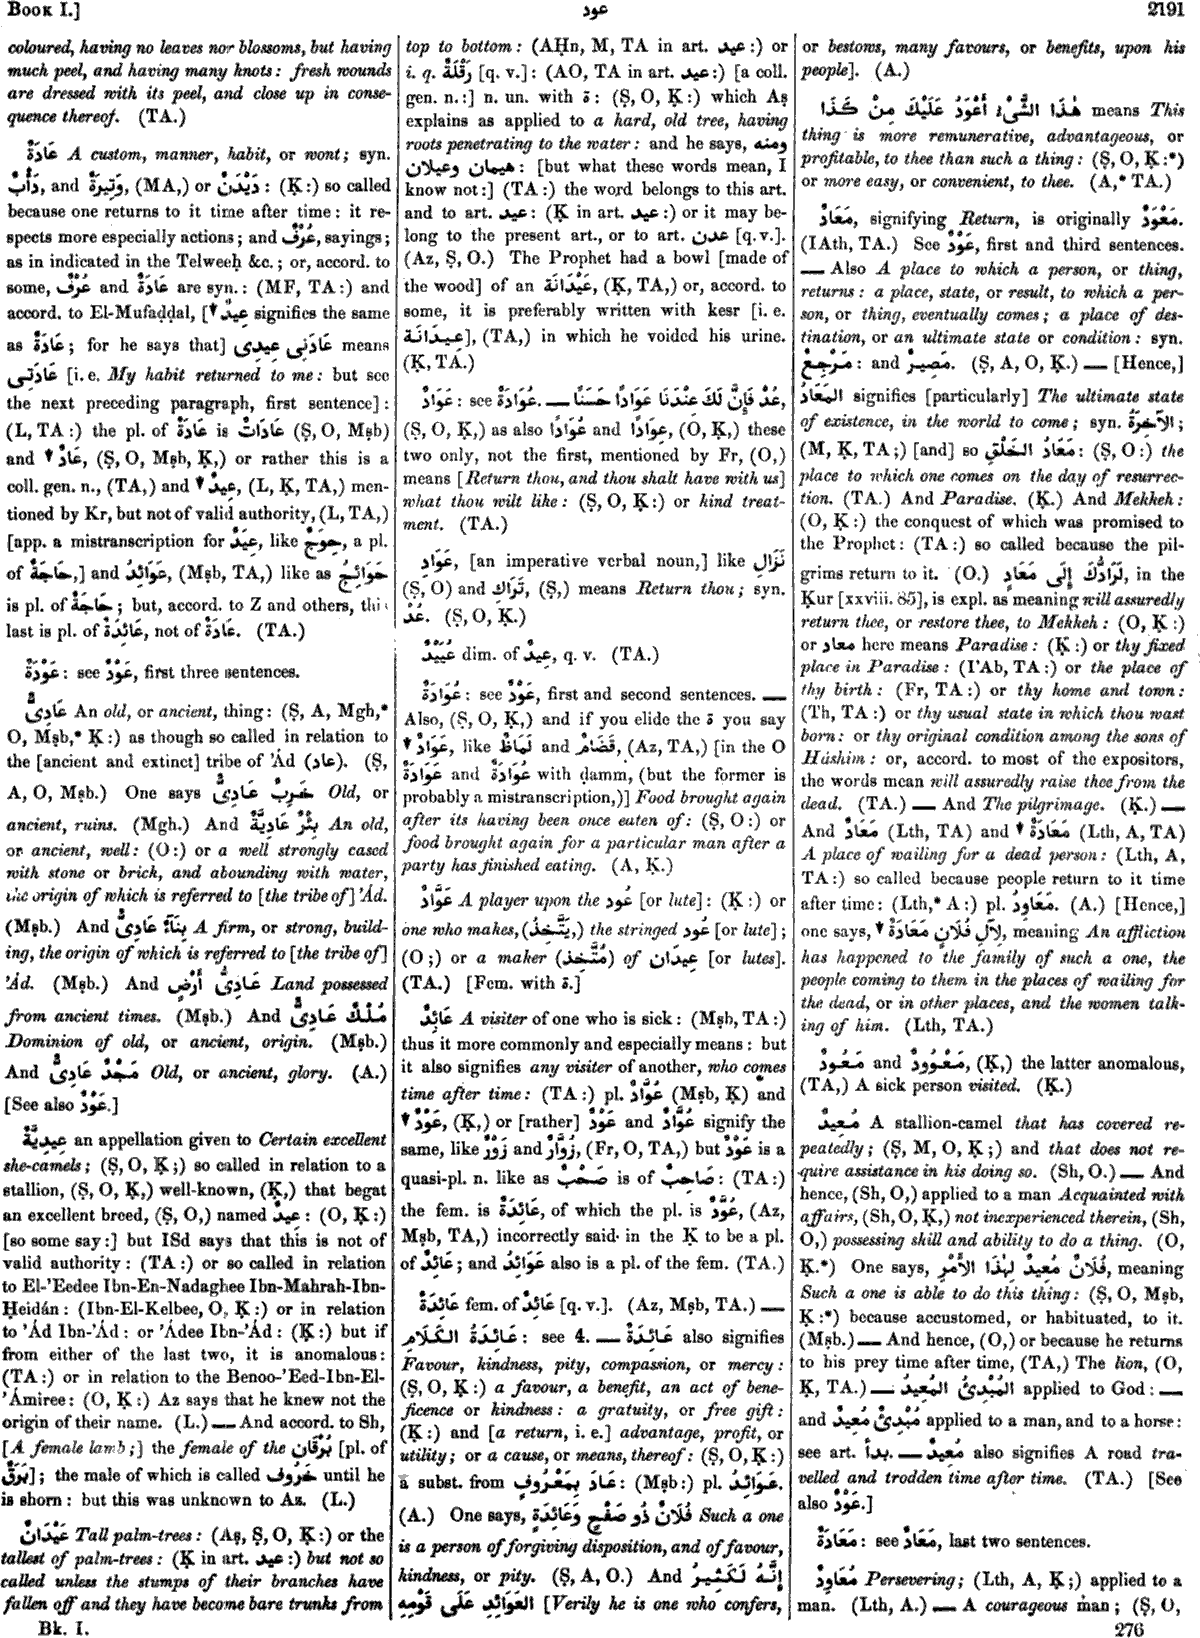 BOOK I.]
عود
2191
coloured, having no leaves nor blossoms, but having
much peel, and having many knots: fresh wounds
are dressed with its peel, and close up in conse-
quence thereof. (TA.)
عَادَةٌ A custom, manner, habit, or wont; syn.
دَأْبٌ, and وَتِيرَةٌ, (MA,) or دَيْدَنٌ: (Ḳ:) so called
because one returns to it time after time: it re-
spects more especially actions; and عُرْفٌ, sayings;
as in indicated in the Telweeḥ &c.; or, accord. to
some, عُرْفٌ and عَادَةٌ are syn.: (MF, TA:) and
accord. to El-Mufaḍḍal, [♦ عِيدٌ signifies the same
as عَادَةٌ; for he says that] عَادَنِى عِيدِى means
عَادَتِى [i. e. My habit returned to me: but see
the next preceding paragraph, first sentence]:
(L, TA:) the pl. of عَادَةٌ is عَادَاتٌ (Ṣ, O, Mṣb)
and ♦ عَادٌ, (Ṣ, O, Mṣb, Ḳ,) or rather this is a
coll. gen. n., (TA,) and ♦ عِيدٌ, (L, Ḳ, TA,) men-
tioned by Kr, but not of valid authority, (L, TA,)
[app. a mistranscription for عِيَدٌ, like حِوَجٌ, a pl.
of حَاجَةٌ,] and عَوَائِدُ, (Mṣb, TA,) like as حَوَائِجُ
is pl. of حَاجَةٌ; but, accord. to Z and others, this
last is pl. of عَائِدَةٌ, not of عَادَةٌ. (TA.)
عَوْدَةٌ: see عَوْدٌ, first three sentences.
عَادِىٌّ An old, or ancient, thing: (Ṣ, A, Mgh,*
O, Mṣb,* Ḳ:) as though so called in relation to
the [ancient and extinct] tribe of 'Ád (عاد). (Ṣ,
A, O, Mṣb.) One says خَرِبٌ عَادِىٌّ Old, or
ancient, ruins. (Mgh.) And بِئْرٌ عَادِيَّةٌ An old,
or ancient, well: (O:) or a well strongly cased
with stone or brick, and abounding with water,
the origin of which is referred to [the tribe of] 'Ád.
(Mṣb.) And بِنَآءٌ عَادِىٌّ A firm, or strong, build-
ing, the origin of which is referred to [the tribe of]
'Ád. (Mṣb.) And عَادِىُّ أَرْضٍ Land possessed
from ancient times. (Mṣb.) And مُلْكٌ عَادِىٌّ
Dominion of old, or ancient, origin. (Mṣb.)
And مَجْدٌ عَادِىٌّ Old, or ancient, glory. (A.)
[See also عَوْدٌ.]
عِيدِيَّةٌ an appellation given to Certain excellent
she-camels; (Ṣ, O, Ḳ;) so called in relation to a
stallion, (Ṣ, O, Ḳ,) well-known, (Ḳ,) that begat
an excellent breed, (Ṣ, O,) named عِيدٌ: (O, Ḳ:)
[so some say:] but ISd says that this is not of
valid authority: (TA:) or so called in relation
to El-'Eedee Ibn-En-Nadaghee Ibn-Mahrah-Ibn-
Ḥeidán: (Ibn-El-Kelbee, O, Ḳ:) or in relation
to 'Ád Ibn-'Ád: or 'Ádee Ibn-'Ád: (Ḳ:) but if
from either of the last two, it is anomalous:
(TA:) or in relation to the Benoo-'Eed-Ibn-El-
'Ámiree: (O, Ḳ:) Az says that he knew not the
origin of their name. (L.) — And accord. to Sh,
[A female lamb;] the female of the بُرْقَان [pl. of
بَرَقٌ]; the male of which is called خَرُوف until he
is shorn: but this was unknown to Az. (L.)
عَيْدَانٌ Tall palm-trees: (Aṣ, Ṣ, O, Ḳ:) or the
tallest of palm-trees: (Ḳ in art. عيد:) but not so
called unless the stumps of their branches have
fallen off and they have become bare trunks from
Bk. I.
top to bottom: (AḤn, M, TA in art. عيد:) or
i. q. رَقْلَةٌ [q. v.]: (AO, TA in art. عيد:) [a coll.
gen. n.:] n. un. with ة: (Ṣ, O, Ḳ:) which Aṣ
explains as applied to a hard, old tree, having
roots penetrating to the water: and he says, ومنه
هيمان وعيلان: [but what these words mean, I
know not:] (TA:) the word belongs to this art.
and to art. عيد: (Ḳ in art. عيد:) or it may be-
long to the present art., or to art. عدن [q. v.].
(Az, Ṣ, O.) The Prophet had a bowl [made of
the wood] of an عَيْدَانَة, (Ḳ, TA,) or, accord. to
some, it is preferably written with kesr [i. e.
عِيدَانَة], (TA,) in which he voided his urine.
(Ḳ, TA.)
عَوَادٌ: see عُوَادَةٌ. — عُدْ فَإِنَّ لَكَ عِنْدَنَا عَوَادًا حَسَنًا,
(Ṣ, O, Ḳ,) as also عُوَادًا and عِوَادًا, (O, Ḳ,) these
two only, not the first, mentioned by Fr, (O,)
means [Return thou, and thou shalt have with us]
what thou wilt like: (Ṣ, O, Ḳ:) or kind treat-
ment. (TA.)
عَوَادِ, [an imperative verbal noun,] like نَزَالِ
(Ṣ, O) and تَرَاكِ, (Ṣ,) means Return thou; syn.
عُدْ. (Ṣ, O, Ḳ.)
عُيَيْدٌ dim. of عِيدٌ, q. v. (TA.)
عُوَادَةٌ: see عَوْدٌ, first and second sentences. —
Also, (Ṣ, O, Ḳ,) and if you elide the ة you say
♦ عُوَادٌ, like لَمَاظٌ and قَضَامٌ, (Az, TA,) [in the O
عَوَادَةٌ and عُوَادَةٌ with ḍamm, (but the former is
probably a mistranscription,)] Food brought again
after its having been once eaten of: (Ṣ, O:) or
food brought again for a particular man after a
party has finished eating. (A, Ḳ.)
عَوَّادٌ A player upon the عُود [or lute]: (Ḳ:) or
one who makes, (يَتَّخِذُ,) the stringed عُود [or lute];
(O;) or a maker (مُتَّخِذ) of عِيدَان [or lutes].
(TA.) [Fem. with ة.]
عَائِدٌ A visiter of one who is sick: (Mṣb, TA:)
thus it more commonly and especially means: but
it also signifies any visiter of another, who comes
time after time: (TA:) pl. عُوَّادٌ (Mṣb, Ḳ) and
♦ عَوْدٌ, (Ḳ,) or [rather] عَوْدٌ and عُوَّادٌ signify the
same, like زَوْرٌ and زُوَّارٌ, (Fr, O, TA,) but عَوْدٌ is a
quasi-pl. n. like as صَحْبٌ is of صَاحِبٌ: (TA:)
the fem. is عَائِدَةٌ, of which the pl. is عُوَّدٌ, (Az,
Mṣb, TA,) incorrectly said in the Ḳ to be a pl.
of عَائِدٌ; and عَوَائِدُ also is a pl. of the fem. (TA.)
عَائِدَةٌ fem. of عَائِدٌ [q. v.]. (Az, Mṣb, TA.) —
عَائِدَةُ الكَلَامِ: see 4. — عَائِدَةٌ also signifies
Favour, kindness, pity, compassion, or mercy:
(Ṣ, O, Ḳ:) a favour, a benefit, an act of bene-
ficence or kindness: a gratuity, or free gift:
(Ḳ:) and [a return, i. e.] advantage, profit, or
utility; or a cause, or means, thereof: (Ṣ, O, Ḳ:)
a subst. from عَادَ بِمَعْرُوفٍ: (Mṣb:) pl. عَوَائِدُ.
(A.) One says, فُلَانٌ ذُو صَفْحٍ وَعَائِدَةٍ Such a one
is a person of forgiving disposition, and of favour,
kindness, or pity. (Ṣ, A, O.) And إِنَّهُ لَكَثِيرُ
العَوَائِدِ عَلَى قَوْمِهِ [Verily he is one who confers,
or bestows, many favours, or benefits, upon his
people]. (A.)
هٰذَا الشَّىْءُ أَعْوَدُ عَلَيْكَ مِنْ كَذَا means This
thing is more remunerative, advantageous, or
profitable, to thee than such a thing: (Ṣ, O, Ḳ:*)
or more easy, or convenient, to thee. (A,* TA.)
مَعَادٌ, signifying Return, is originally مَعْوَدٌ.
(IAth, TA.) See عَوْدٌ, first and third sentences.
— Also A place to which a person, or thing,
returns: a place, state, or result, to which a per-
son, or thing, eventually comes; a place of des-
tination, or an ultimate state or condition: syn.
مَرْجِعٌ: and مَصِيرٌ. (Ṣ, A, O, Ḳ.) — [Hence,]
المَعَادُ signifies [particularly] The ultimate state
of existence, in the world to come; syn. الآخِرَةُ;
(M, Ḳ, TA;) [and] so مَعَادُ الخَلْقِ: (Ṣ, O:) the
place to which one comes on the day of resurrec-
tion. (TA.) And Paradise. (Ḳ.) And Mekkeh:
(O, Ḳ:) the conquest of which was promised to
the Prophet: (TA:) so called because the pil-
grims return to it. (O.) لَرَادُّكَ إِلَى مَعَادٍ, in the
Ḳur [xxviii. 85], is expl. as meaning will assuredly
return thee, or restore thee, to Mekkeh: (O, Ḳ:)
or معاد here means Paradise: (Ḳ:) or thy fixed
place in Paradise: (I'Ab, TA:) or the place of
thy birth: (Fr, TA:) or thy home and town:
(Th, TA:) or thy usual state in which thou wast
born: or thy original condition among the sons of
Háshim: or, accord. to most of the expositors,
the words mean will assuredly raise thee from the
dead. (TA.) — And The pilgrimage. (Ḳ.) —
And مَعَادٌ (Lth, TA) and ♦ مَعَادَةٌ (Lth, A, TA)
A place of wailing for a dead person: (Lth, A,
TA:) so called because people return to it time
after time: (Lth,* A:) pl. مَعَاوِدُ. (A.) [Hence,]
one says, ♦ لِآلِ فُلَانٍ مَعَادَةٌ, meaning An affliction
has happened to the family of such a one, the
people coming to them in the places of wailing for
the dead, or in other places, and the women talk-
ing of him. (Lth, TA.)
مَعُودٌ and مَعْوُودٌ, (Ḳ,) the latter anomalous,
(TA,) A sick person visited. (Ḳ.)
مُعِيدٌ A stallion-camel that has covered re-
peatedly; (Ṣ, M, O, Ḳ;) and that does not re-
quire assistance in his doing so. (Sh, O.) — And
hence, (Sh, O,) applied to a man Acquainted with
affairs, (Sh, O, Ḳ,) not inexperienced therein, (Sh,
O,) possessing skill and ability to do a thing. (O,
Ḳ.*) One says, فُلَانٌ مُعِيدٌ لِهٰذَا الأَمْرِ, meaning
Such a one is able to do this thing: (Ṣ, O, Mṣb,
Ḳ:*) because accustomed, or habituated, to it.
(Mṣb.) — And hence, (O,) or because he returns
to his prey time after time, (TA,) The lion, (O,
Ḳ, TA.) — المُبْدِئُ المُعِيدُ applied to God: —
and مُبْدِئٌ مُعِيدٌ applied to a man, and to a horse:
see art. بدأ. — مُعِيدٌ also signifies A road tra-
velled and trodden time after time. (TA.) [See
also عَوْدٌ.]
مَعَادَةٌ: see مَعَادٌ, last two sentences.
مُعَاوِدٌ Persevering; (Lth, A, Ḳ;) applied to a
man. (Lth, A.) — A courageous man; (Ṣ, O,
276